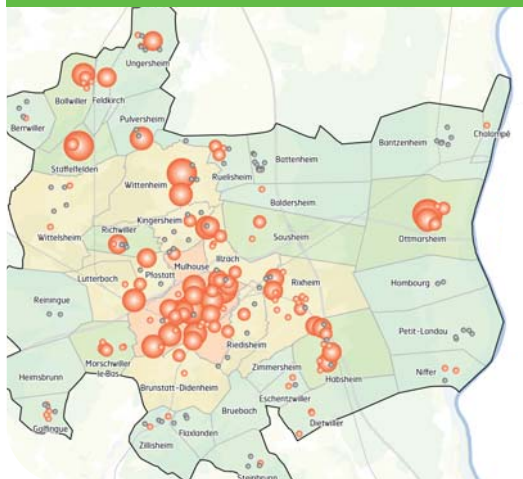 Ungersheim
Bollwiller
Feldkirch
Berrwiller
Pulversheim
Bantzenheim
Chalampé
Staffelfelden
Ruelisheim
Battenheim
Wittenheim
Baldersheim
Kingersheim
Wittelsheim
Richwiller
Sausheim
Ottmarsheim
Illzach
Pfastatt
Mulhouse
Lutterbach
Rixheim
Hombourg
Reiningue
Petit-Landau
Riedisheim
Morschwiller
-le-Bas
Heimsbrunn
Zimmersheim
Habsheim
Niffer
Brunstatt-Didenheim
Eschentzwiller
Galfingue
Bruebach
Dietwiller
Flaxlanden
Zillisheim
Steinbrunn